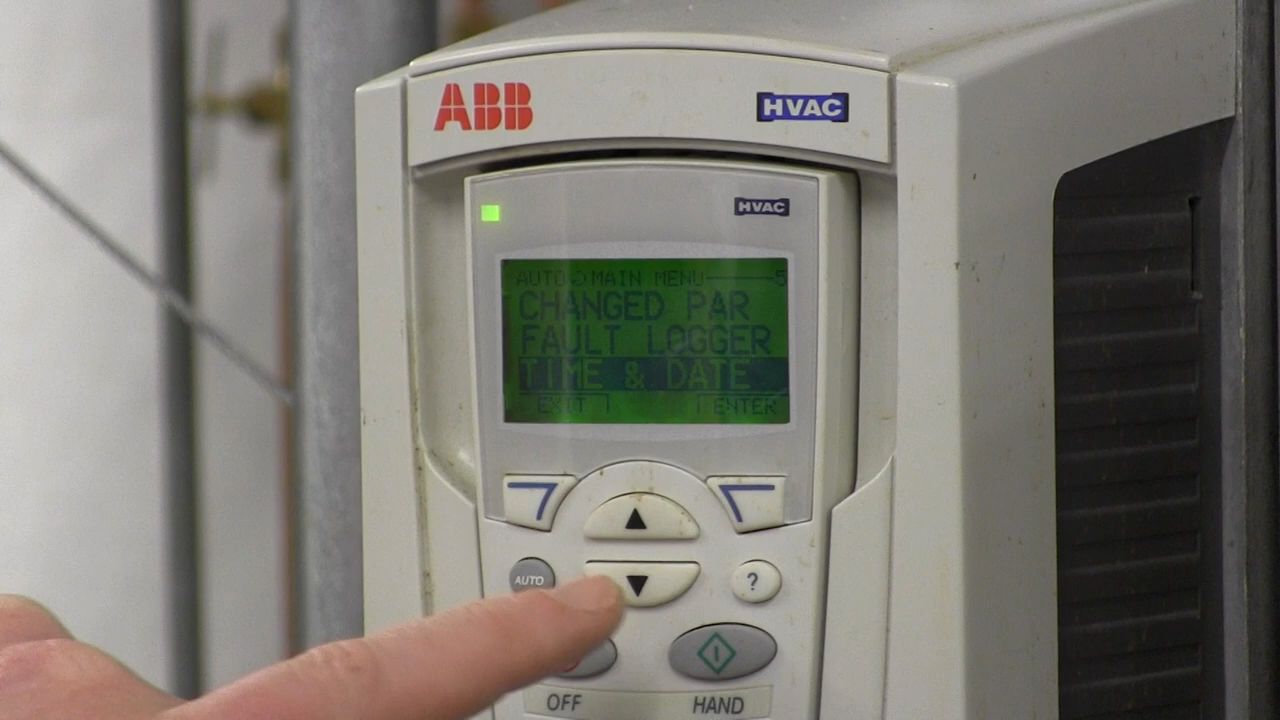 ABB
HVAC
HVAC
AUTO MAIN MENU 5
CHANGED PAR
FAULT LOGGER
TIME & DATE
EXIT ENTER
AUTO
?
OFF HAND